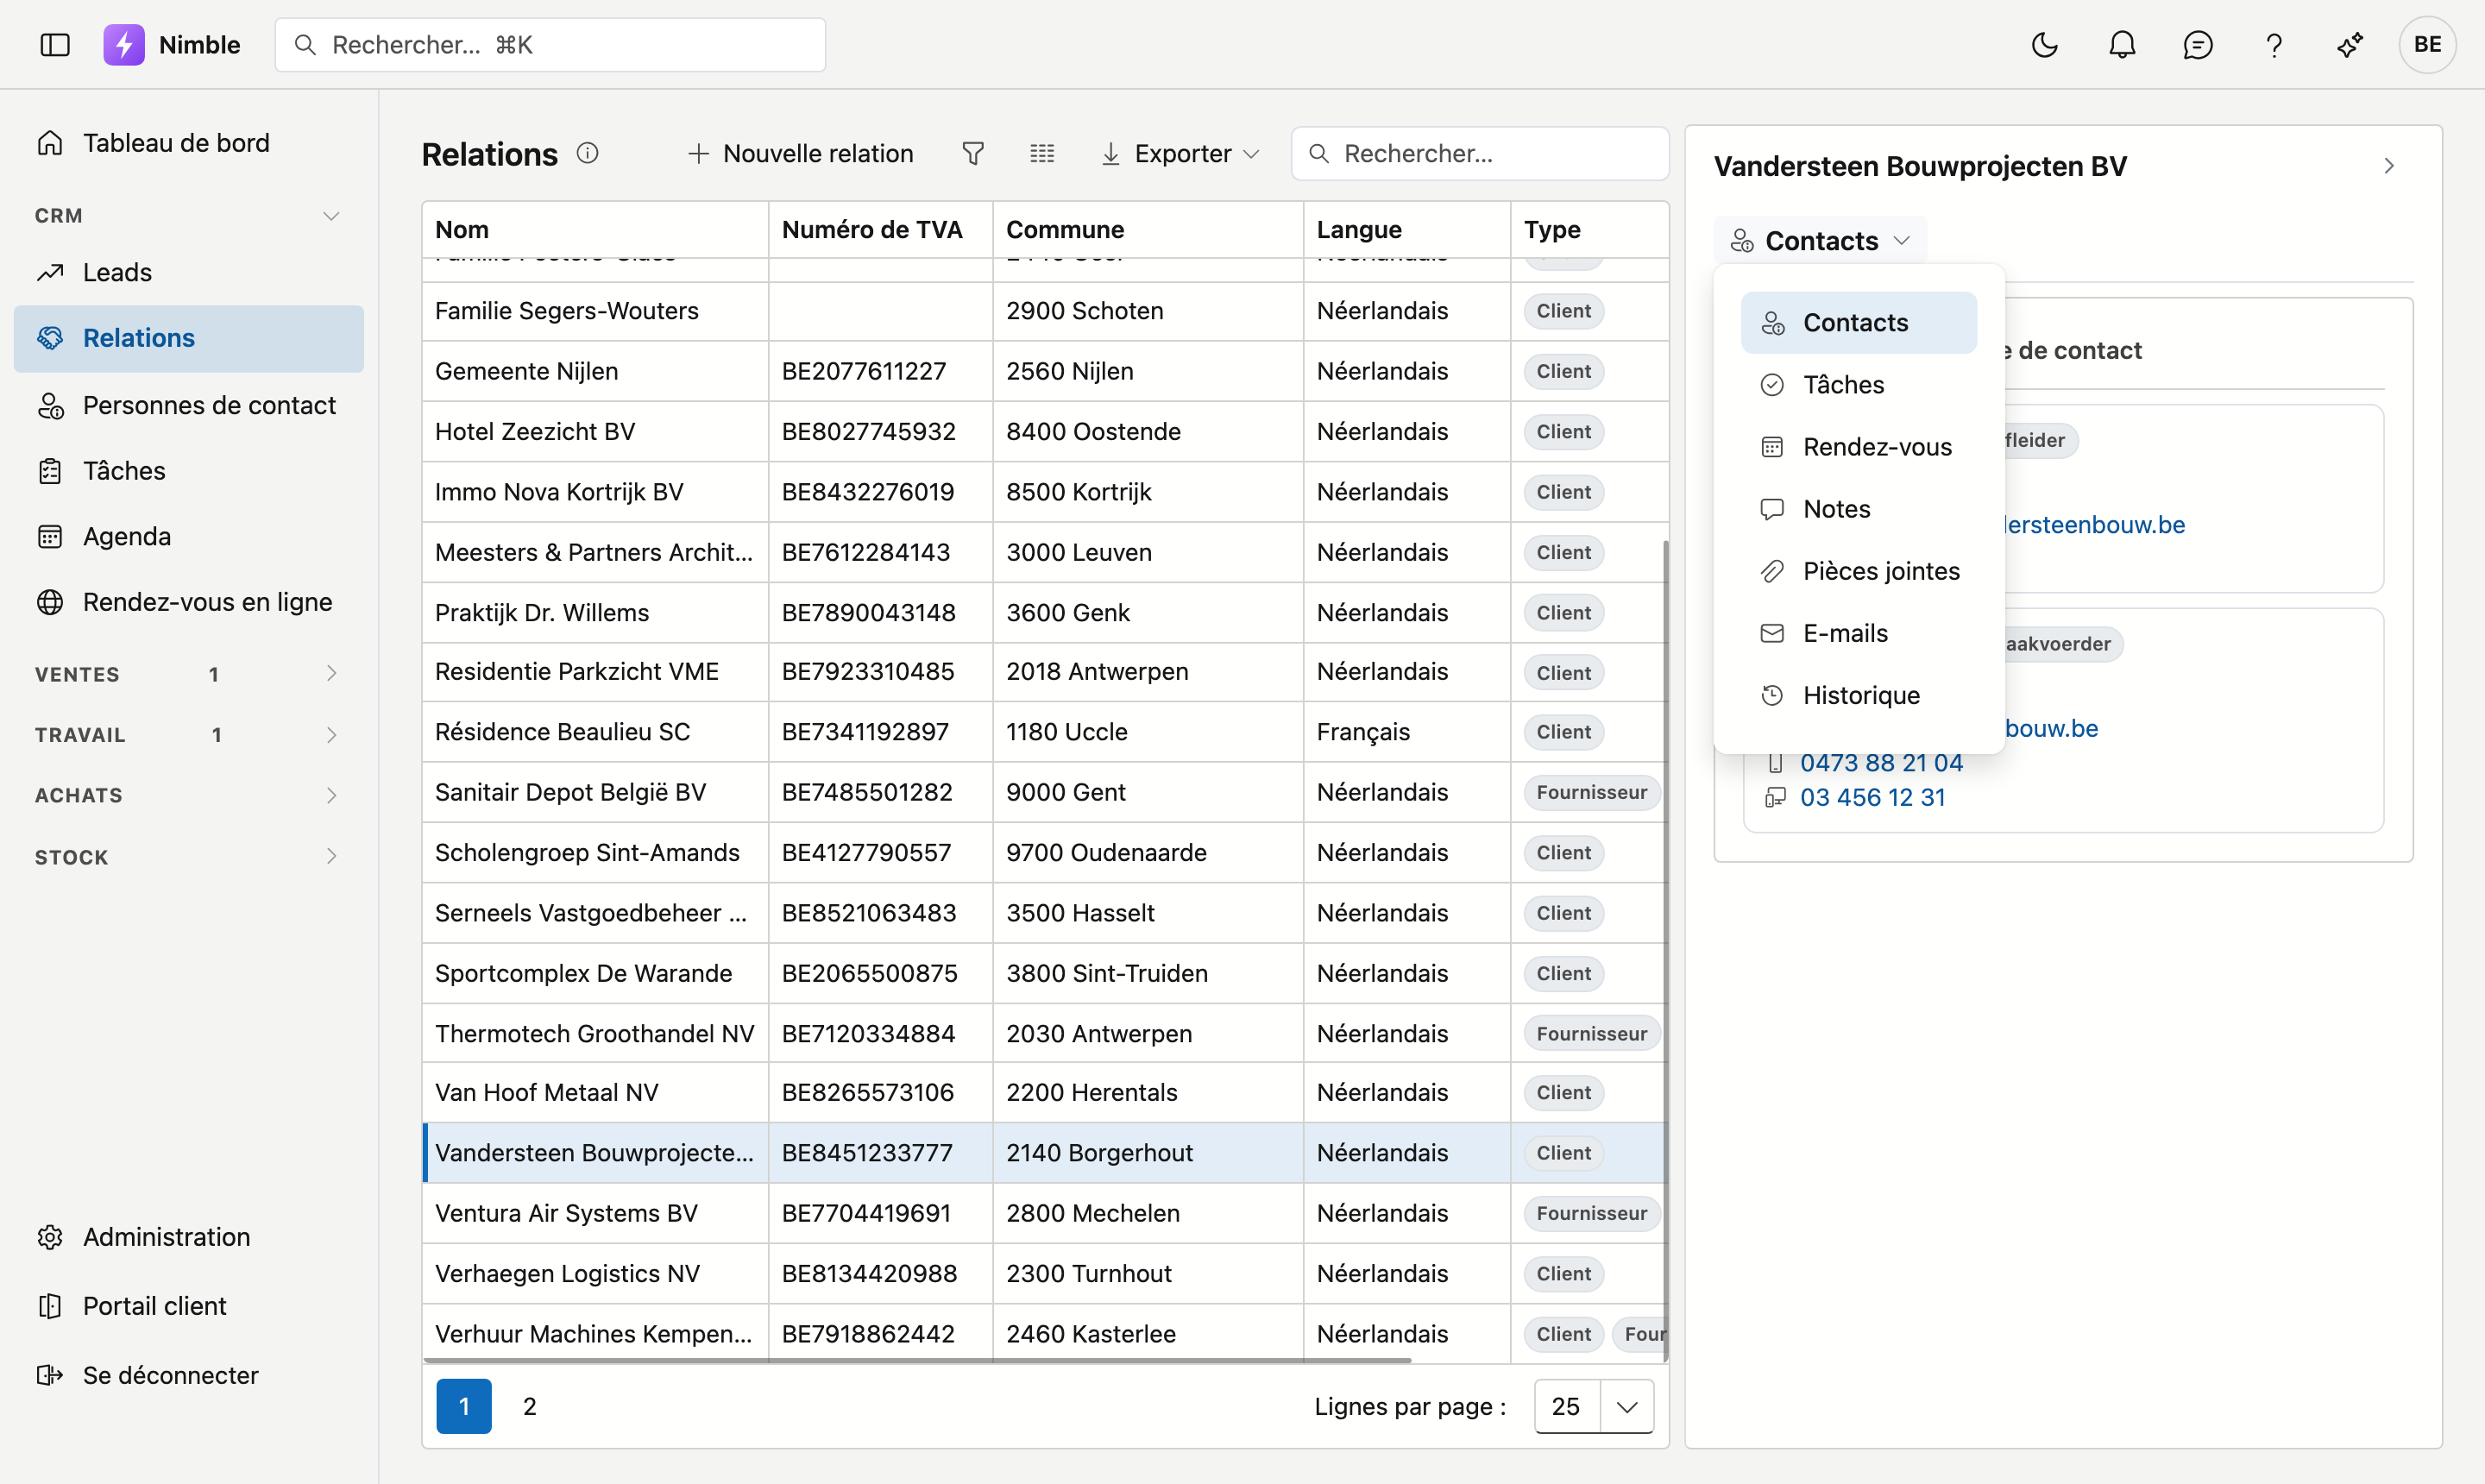 Nimble
Rechercher... ⌘K
BE
Tableau de bord
CRM
Leads
Relations
Personnes de contact
Tâches
Agenda
Rendez-vous en ligne
VENTES 1
TRAVAIL 1
ACHATS
STOCK
Administration
Portail client
Se déconnecter
Relations
Nouvelle relation
Exporter
Rechercher...
Nom Numéro de TVA Commune Langue Type
Familie Segers-Wouters 2900 Schoten Néerlandais Client
Gemeente Nijlen BE2077611227 2560 Nijlen Néerlandais Client
Hotel Zeezicht BV BE8027745932 8400 Oostende Néerlandais Client
Immo Nova Kortrijk BV BE8432276019 8500 Kortrijk Néerlandais Client
Meesters & Partners Archit... BE7612284143 3000 Leuven Néerlandais Client
Praktijk Dr. Willems BE7890043148 3600 Genk Néerlandais Client
Residentie Parkzicht VME BE7923310485 2018 Antwerpen Néerlandais Client
Résidence Beaulieu SC BE7341192897 1180 Uccle Français Client
Sanitair Depot België BV BE7485501282 9000 Gent Néerlandais Fournisseur
Scholengroep Sint-Amands BE4127790557 9700 Oudenaarde Néerlandais Client
Serneels Vastgoedbeheer ... BE8521063483 3500 Hasselt Néerlandais Client
Sportcomplex De Warande BE2065500875 3800 Sint-Truiden Néerlandais Client
Thermotech Groothandel NV BE7120334884 2030 Antwerpen Néerlandais Fournisseur
Van Hoof Metaal NV BE8265573106 2200 Herentals Néerlandais Client
Vandersteen Bouwprojecte... BE8451233777 2140 Borgerhout Néerlandais Client
Ventura Air Systems BV BE7704419691 2800 Mechelen Néerlandais Fournisseur
Verhaegen Logistics NV BE8134420988 2300 Turnhout Néerlandais Client
Verhuur Machines Kempen... BE7918862442 2460 Kasterlee Néerlandais Client Four
1 2
Lignes par page : 25
Vandersteen Bouwprojecten BV
Contacts
Contacts
Tâches
Rendez-vous
Notes
Pièces jointes
E-mails
Historique
de contact
fleider
dersteenbouw.be
aakvoerder
bouw.be
0473 88 21 04
03 456 12 31